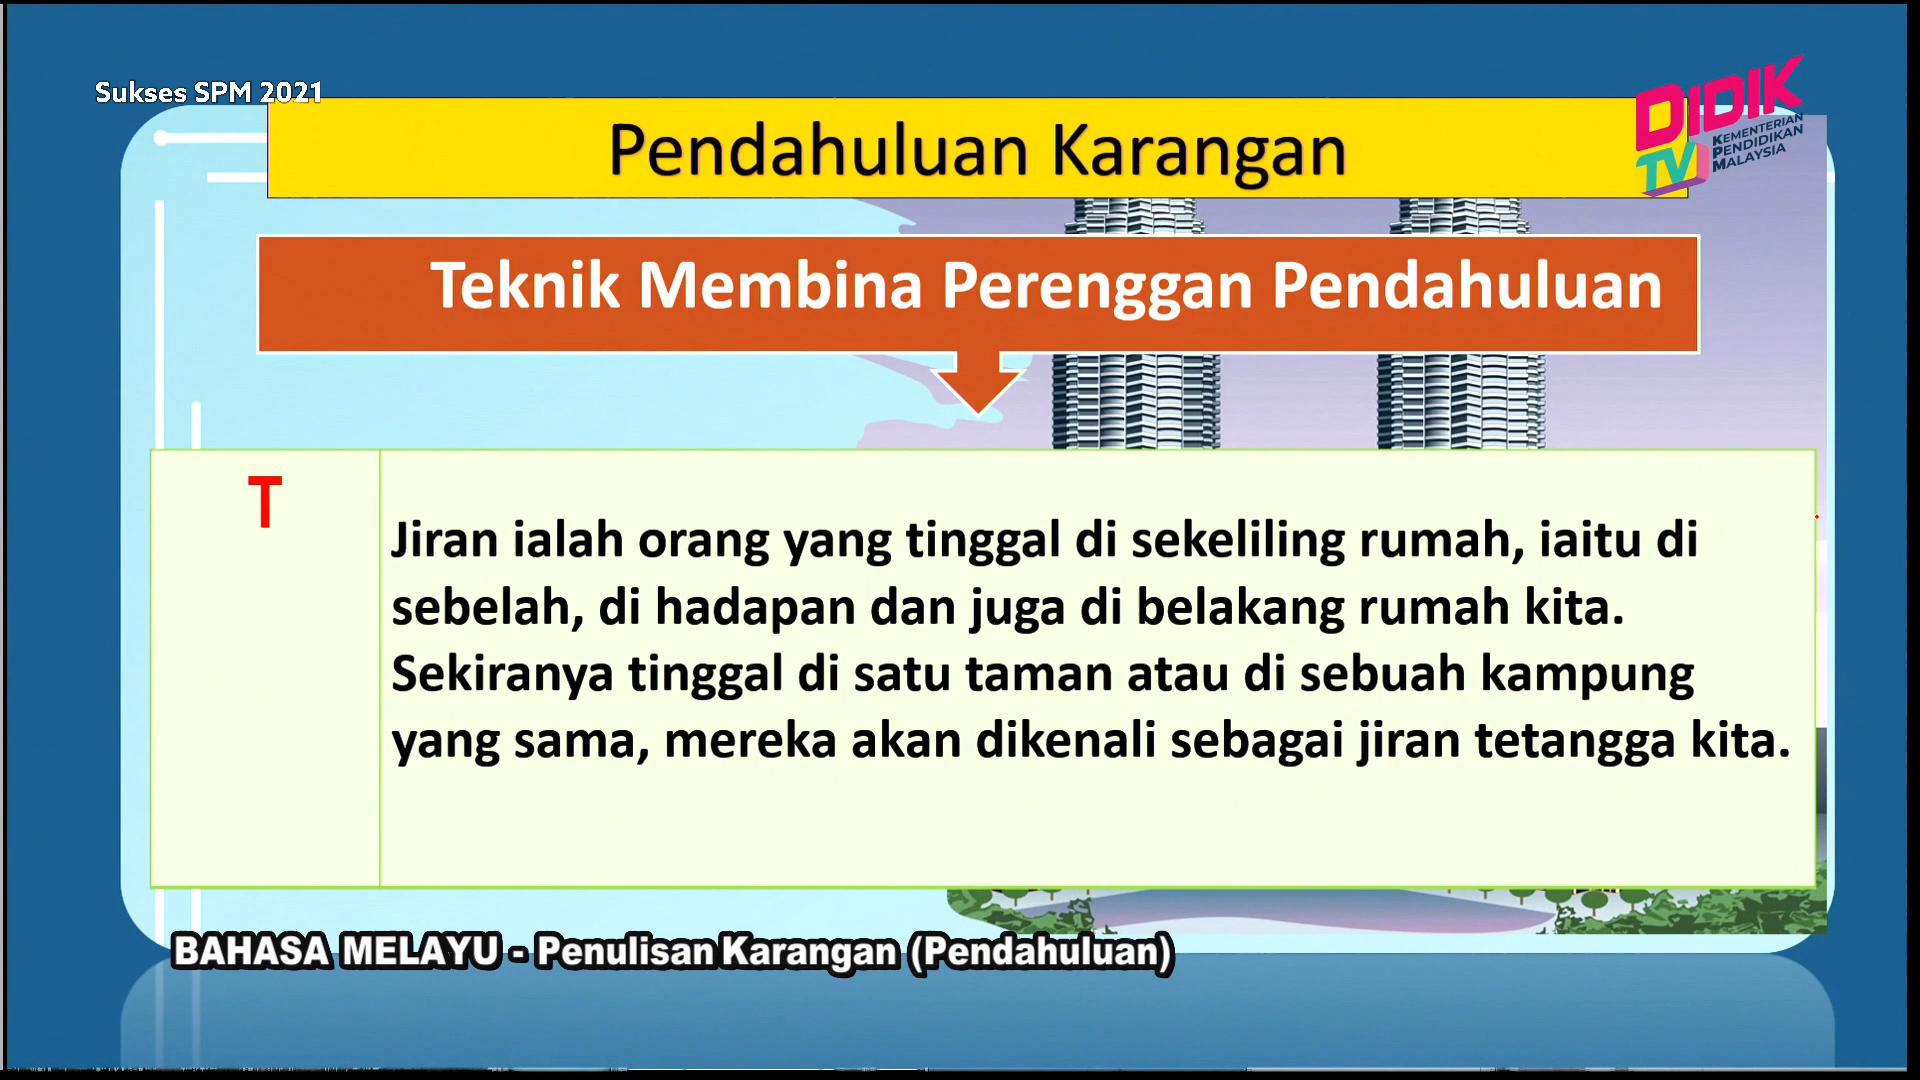 Sukses SPM 2021
DIDIK
TV
KEMENTERIAN
PENDIDIKAN
MALAYSIA
Pendahuluan Karangan
Teknik Membina Perenggan Pendahuluan
T
Jiran ialah orang yang tinggal di sekeliling rumah, iaitu di
sebelah, di hadapan dan juga di belakang rumah kita.
Sekiranya tinggal di satu taman atau di sebuah kampung
yang sama, mereka akan dikenali sebagai jiran tetangga kita.
BAHASA MELAYU - Penulisan Karangan (Pendahuluan)